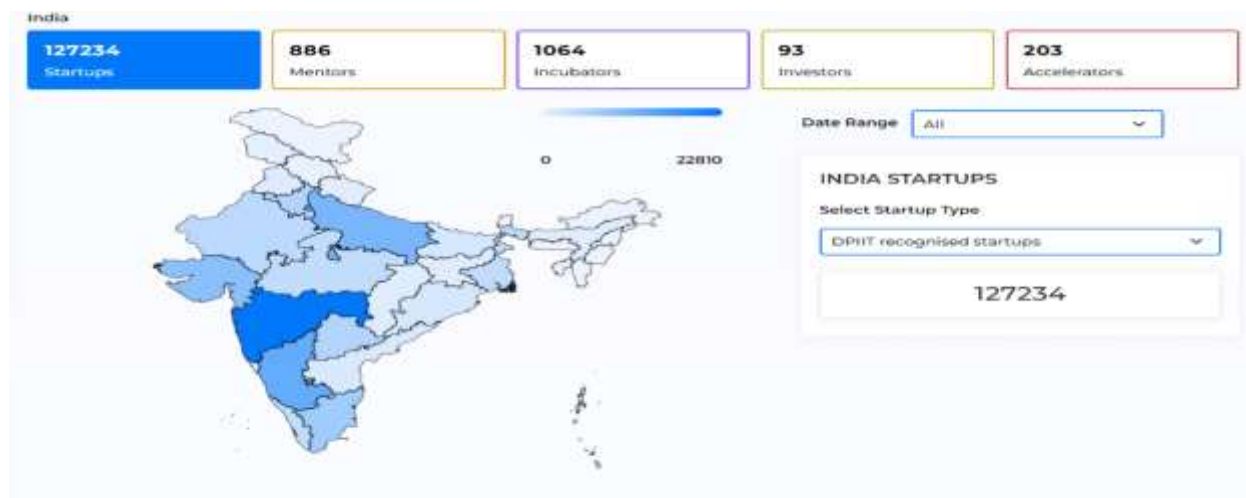 India
127234
Startups
886
Mentors
1064
Incubators
93
Investors
203
Accelerators
Date Range
All
0
22810
INDIA STARTUPS
Select Startup Type
DPIIT recognised startups
127234